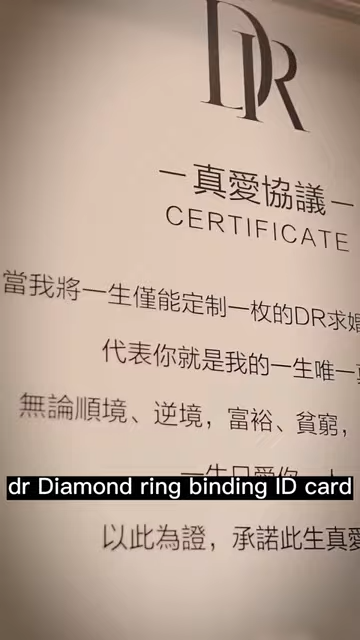 DR
－真愛協議－
CERTIFICATE
當我將一生僅能定制一枚的DR求
代表你就是我的一生唯一
無論順境、逆境，富裕、貧窮，
dr Diamond ring binding ID card
以此為證，承諾此生真愛